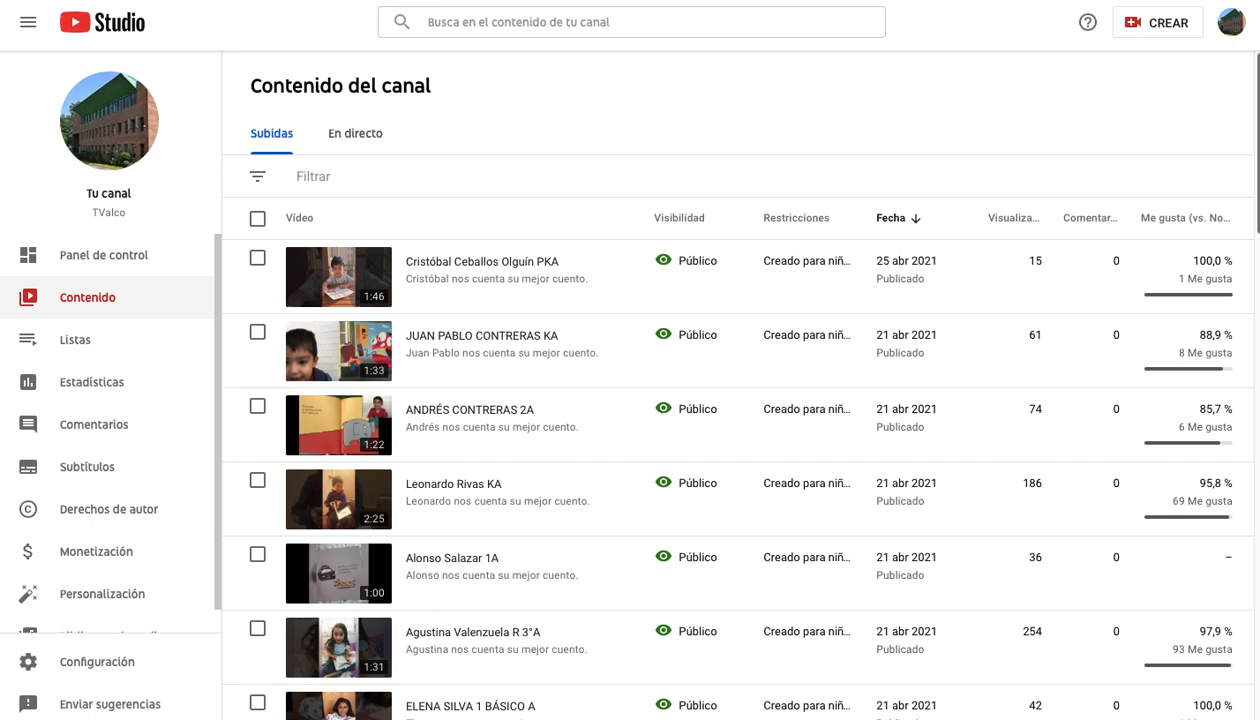 Studio
Busca en el contenido de tu canal
CREAR
Tu canal
TValco
Panel de control
Contenido
Listas
Estadísticas
Comentarios
Subtítulos
Derechos de autor
Monetización
Personalización
Configuración
Enviar sugerencias
Contenido del canal
Subidas En directo
Filtrar
Vídeo Visibilidad Restricciones Fecha Visualiza... Comentar... Me gusta (vs. No...
1:46 Cristóbal Ceballos Olguín PKA Público Creado para niñ... 25 abr 2021 15 0 100,0 %
Cristóbal nos cuenta su mejor cuento. Publicado 1 Me gusta
1:33 JUAN PABLO CONTRERAS KA Público Creado para niñ... 21 abr 2021 61 0 88,9 %
Juan Pablo nos cuenta su mejor cuento. Publicado 8 Me gusta
1:22 ANDRÉS CONTRERAS 2A Público Creado para niñ... 21 abr 2021 74 0 85,7 %
Andrés nos cuenta su mejor cuento. Publicado 6 Me gusta
2:25 Leonardo Rivas KA Público Creado para niñ... 21 abr 2021 186 0 95,8 %
Leonardo nos cuenta su mejor cuento. Publicado 69 Me gusta
1:00 Alonso Salazar 1A Público Creado para niñ... 21 abr 2021 36 0 –
Alonso nos cuenta su mejor cuento. Publicado
1:31 Agustina Valenzuela R 3°A Público Creado para niñ... 21 abr 2021 254 0 97,9 %
Agustina nos cuenta su mejor cuento. Publicado 93 Me gusta
ELENA SILVA 1 BÁSICO A Público Creado para niñ... 21 abr 2021 42 0 100,0 %